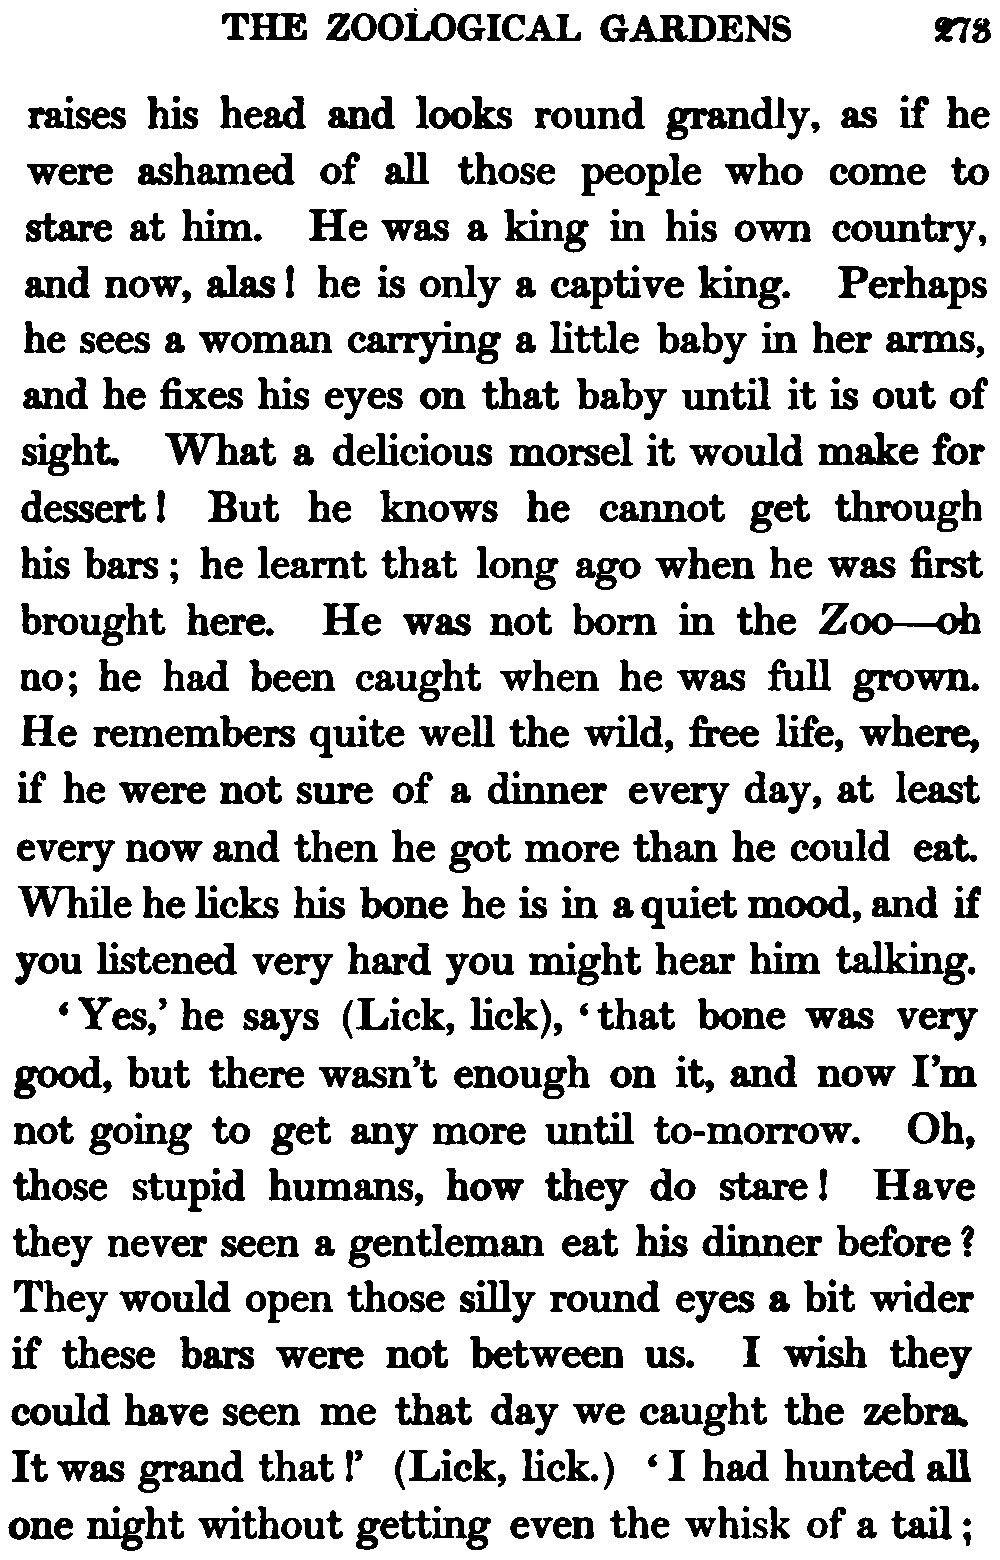 THE ZOOLOGICAL GARDENS 273
raises his head and looks round grandly, as if he
were ashamed of all those people who come to
stare at him. He was a king in his own country,
and now, alas! he is only a captive king. Perhaps
he sees a woman carrying a little baby in her arms,
and he fixes his eyes on that baby until it is out of
sight. What a delicious morsel it would make for
dessert! But he knows he cannot get through
his bars; he learnt that long ago when he was first
brought here. He was not born in the Zoo—oh
no; he had been caught when he was full grown.
He remembers quite well the wild, free life, where,
if he were not sure of a dinner every day, at least
every now and then he got more than he could eat.
While he licks his bone he is in a quiet mood, and if
you listened very hard you might hear him talking.
‘Yes,’ he says (Lick, lick), ‘that bone was very
good, but there wasn’t enough on it, and now I’m
not going to get any more until to-morrow. Oh,
those stupid humans, how they do stare! Have
they never seen a gentleman eat his dinner before?
They would open those silly round eyes a bit wider
if these bars were not between us. I wish they
could have seen me that day we caught the zebra.
It was grand that!’ (Lick, lick.) ‘I had hunted all
one night without getting even the whisk of a tail;